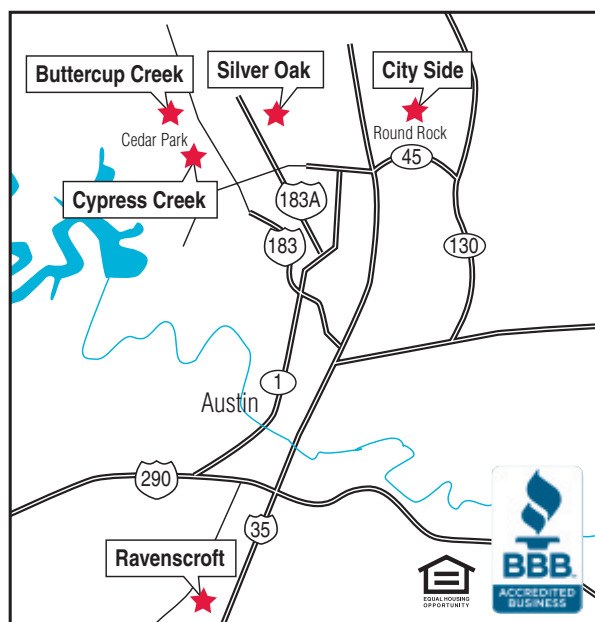 Buttercup Creek
Silver Oak
City Side
Cedar Park
Round Rock
45
Cypress Creek
183A
183
130
1
Austin
290
35
Ravenscroft
EQUAL HOUSING
OPPORTUNITY
BBB
ACCREDITED
BUSINESS